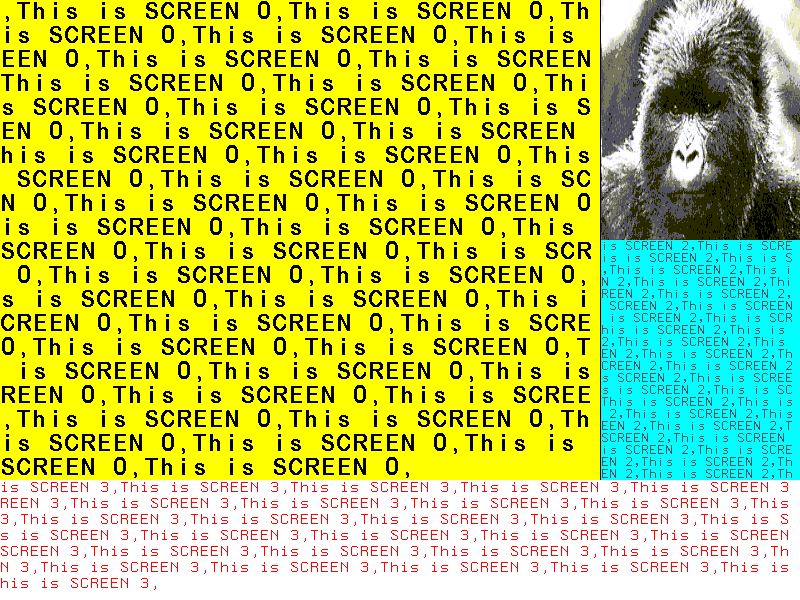 ,This is SCREEN 0,This is SCREEN 0,Th
is SCREEN 0,This is SCREEN 0,This is
EEN 0,This is SCREEN 0,This is SCREEN
This is SCREEN 0,This is SCREEN 0,Thi
s SCREEN 0,This is SCREEN 0,This is S
EN 0,This is SCREEN 0,This is SCREEN
his is SCREEN 0,This is SCREEN 0,This
SCREEN 0,This is SCREEN 0,This is SC
N 0,This is SCREEN 0,This is SCREEN 0
is is SCREEN 0,This is SCREEN 0,This
SCREEN 0,This is SCREEN 0,This is SCR
0,This is SCREEN 0,This is SCREEN 0,
s is SCREEN 0,This is SCREEN 0,This i
CREEN 0,This is SCREEN 0,This is SCRE
0,This is SCREEN 0,This is SCREEN 0,T
is SCREEN 0,This is SCREEN 0,This is
REEN 0,This is SCREEN 0,This is SCREE
,This is SCREEN 0,This is SCREEN 0,Th
is SCREEN 0,This is SCREEN 0,This is
SCREEN 0,This is SCREEN 0,
is SCREEN 2,This is SCRE
is is SCREEN 2,This is S
,This is SCREEN 2,This i
N 2,This is SCREEN 2,Thi
REEN 2,This is SCREEN 2,
SCREEN 2,This is SCREEN
is SCREEN 2,This is SCR
his is SCREEN 2,This is
2,This is SCREEN 2,This
EN 2,This is SCREEN 2,Th
CREEN 2,This is SCREEN 2
s SCREEN 2,This is SCREE
s is SCREEN 2,This is SC
This is SCREEN 2,This is
2,This is SCREEN 2,This
EEN 2,This is SCREEN 2,T
SCREEN 2,This is SCREEN
is SCREEN 2,This is SCRE
EN 2,This is SCREEN 2,Th
EN 2,This is SCREEN 2,Th
is SCREEN 3,This is SCREEN 3,This is SCREEN 3,This is SCREEN 3,This is SCREEN 3
REEN 3,This is SCREEN 3,This is SCREEN 3,This is SCREEN 3,This is SCREEN 3,This
3,This is SCREEN 3,This is SCREEN 3,This is SCREEN 3,This is SCREEN 3,This is S
s is SCREEN 3,This is SCREEN 3,This is SCREEN 3,This is SCREEN 3,This is SCREEN
SCREEN 3,This is SCREEN 3,This is SCREEN 3,This is SCREEN 3,This is SCREEN 3,Th
N 3,This is SCREEN 3,This is SCREEN 3,This is SCREEN 3,This is SCREEN 3,This is
his is SCREEN 3,